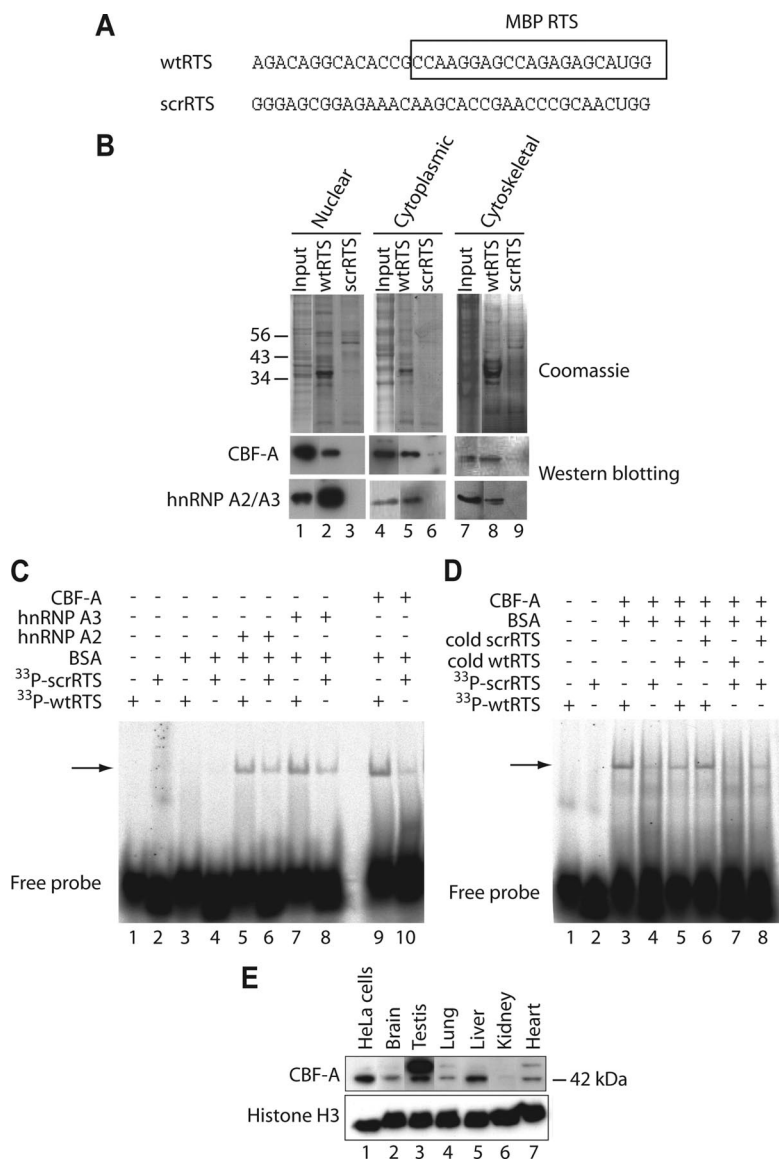 A
MBP RTS
wtRTS AGACAGGCACACCGCCAAGGAGCCAGAGAGCAUGG
scrRTS GGGAGCGGAGAAACAAGCACCGAACCCGCAACUGG
B
Nuclear Cytoplasmic Cytoskeletal
Input wtRTS scrRTS Input wtRTS scrRTS Input wtRTS scrRTS
56
43
34
Coomassie
CBF-A
Western blotting
hnRNP A2/A3
1 2 3 4 5 6 7 8 9
C
CBF-A - - - - - - - - + +
hnRNP A3 - - - - - - + + - -
hnRNP A2 - - - - + + - - - -
BSA - - + + + + + + + +
³³P-scrRTS - + - + - + - + - +
³³P-wtRTS + - + - + - + - + -
Free probe
1 2 3 4 5 6 7 8 9 10
D
CBF-A - - + + + + + +
BSA - - + + + + + +
cold scrRTS - - - - - + - +
cold wtRTS - - - - + - + -
³³P-scrRTS - + - + - - + +
³³P-wtRTS + - + - + + - -
Free probe
1 2 3 4 5 6 7 8
E
HeLa cells Brain Testis Lung Liver Kidney Heart
CBF-A
42 kDa
Histone H3
1 2 3 4 5 6 7